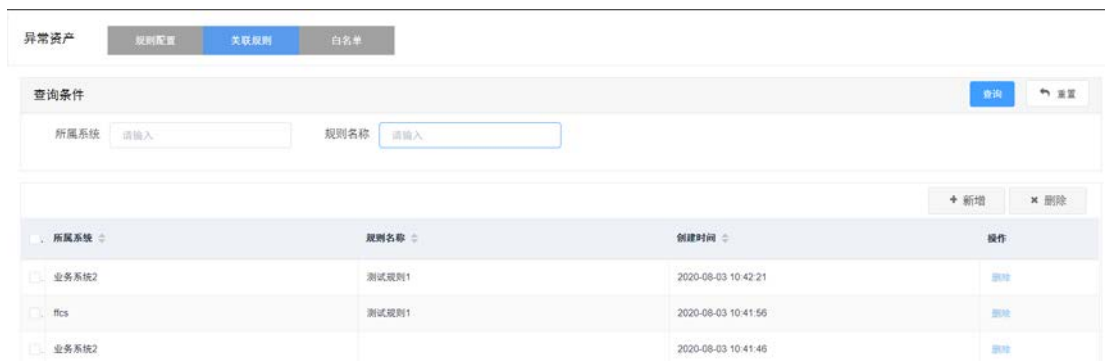 异常资产 规则配置 关联规则 白名单
查询条件 查询 重置
所属系统 请输入 规则名称 请输入
新增 删除
所属系统 规则名称 创建时间 操作
业务系统2 测试规则1 2020-08-03 10:42:21 删除
ffcs 测试规则1 2020-08-03 10:41:56 删除
业务系统2 2020-08-03 10:41:46 删除